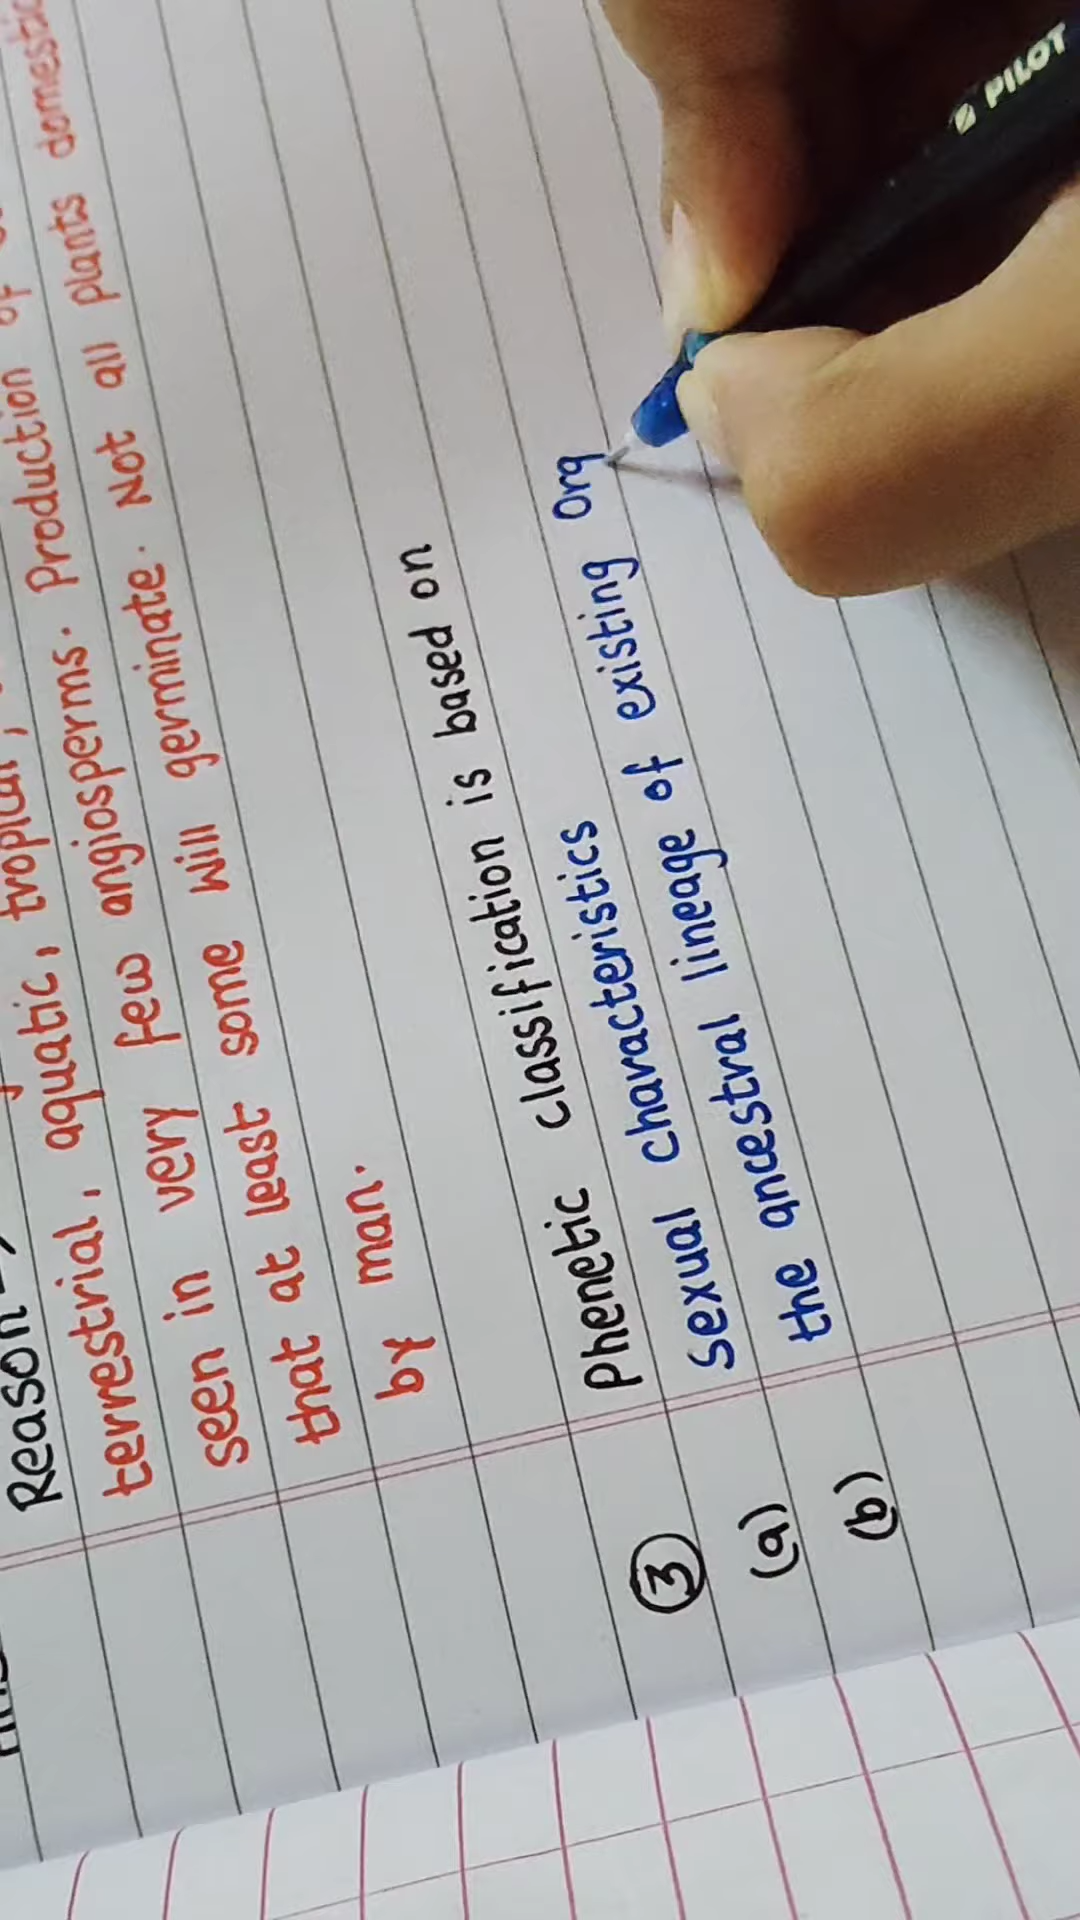 Reason
terrestrial, aquatic, tropical,
seen in very few angiosperms. Production of
that at least some will germinate. Not all plants domestic
by man.
③ Phenetic classification is based on
(a) sexual characteristics
(b) the ancestral lineage of existing org
PILOT